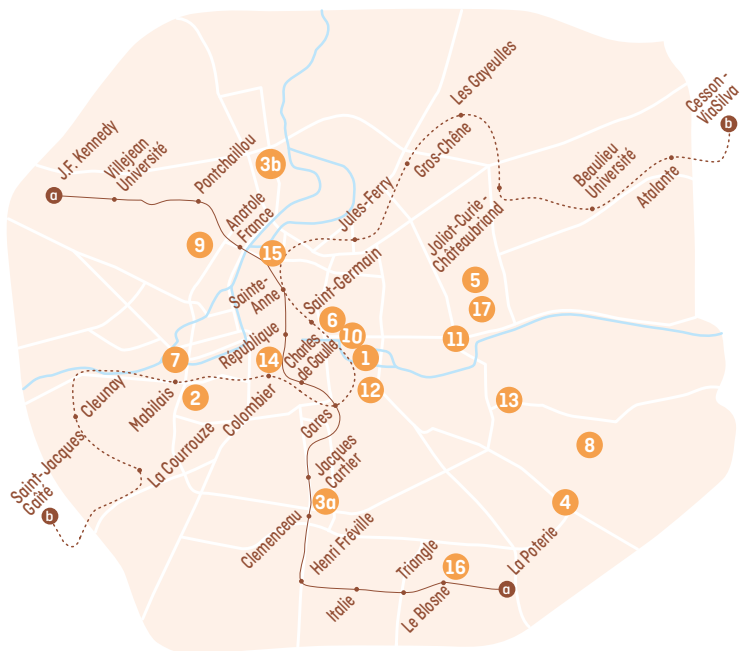 Les Gayeulles
Cesson -
ViaSilva
b
J.F. Kennedy
Villejean
Université
Pontchaillou
3b
Gros-Chêne
a
Beaulieu
Université
Atalante
Anatole
France
Jules-Ferry
Joliot-Curie-
Châteaubriand
9
15
Sainte-
Anne
Saint-Germain
5
17
6
10
11
République
Charles
de Gaulle
7
14
1
Cleunay
Mabilais
2
Colombier
12
13
Gares
Saint-Jacques
Gaîté
La Courrouze
8
Jacques
Cartier
b
3a
4
Clemenceau
Henri Fréville
Triangle
16
La Poterie
Italie
Le Blosne
a